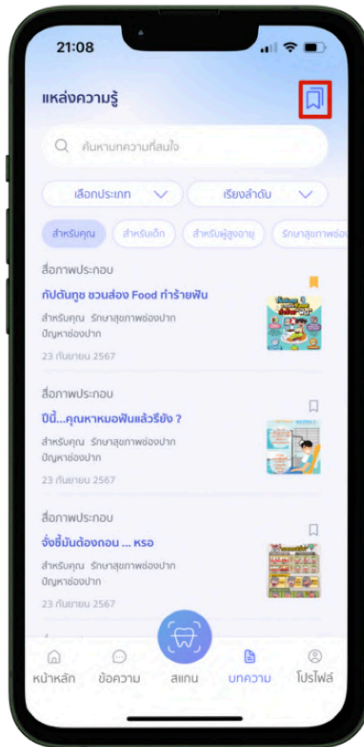 21:08
แหล่งความรู้
ค้นหาบทความที่สนใจ
เลือกประเภท
เรียงลำดับ
สำหรับคุณ
สำหรับเด็ก
สำหรับผู้สูงอายุ
รักษาสุขภาพช่อง
สื่อภาพประกอบ
กัปตันทูช ชวนส่อง Food ทำร้ายฟัน
สำหรับคุณ รักษาสุขภาพช่องปาก
ปัญหาช่องปาก
23 กันยายน 2567
สื่อภาพประกอบ
ปีนี้...คุณหาหมอฟันแล้วรึยัง ?
สำหรับคุณ รักษาสุขภาพช่องปาก
ปัญหาช่องปาก
23 กันยายน 2567
สื่อภาพประกอบ
จั่งซี้มันต้องถอน ... หรอ
สำหรับคุณ รักษาสุขภาพช่องปาก
ปัญหาช่องปาก
23 กันยายน 2567
หน้าหลัก
ข้อความ
สแกน
บทความ
โปรไฟล์